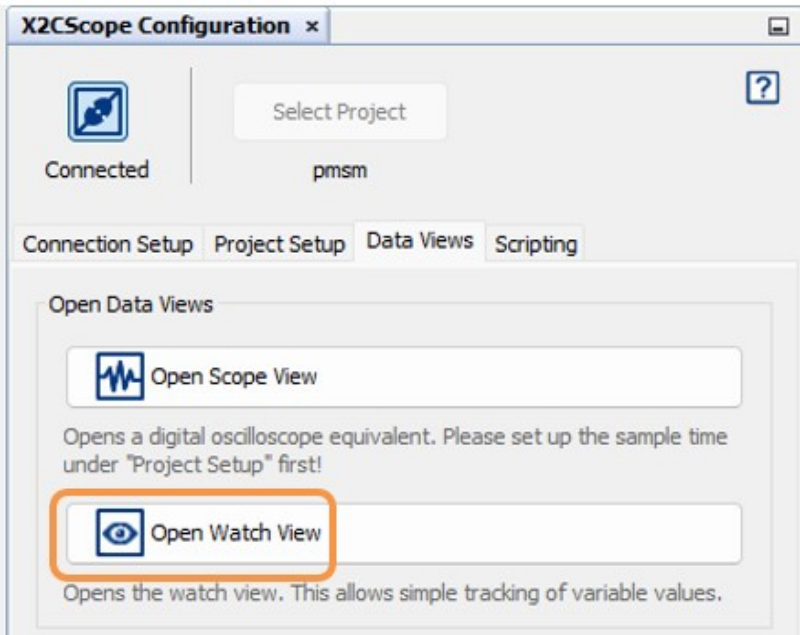 X2CScope Configuration ×
?
Select Project
Connected
pmsm
Connection Setup Project Setup Data Views Scripting
Open Data Views
Open Scope View
Opens a digital oscilloscope equivalent. Please set up the sample time
under "Project Setup" first!
Open Watch View
Opens the watch view. This allows simple tracking of variable values.